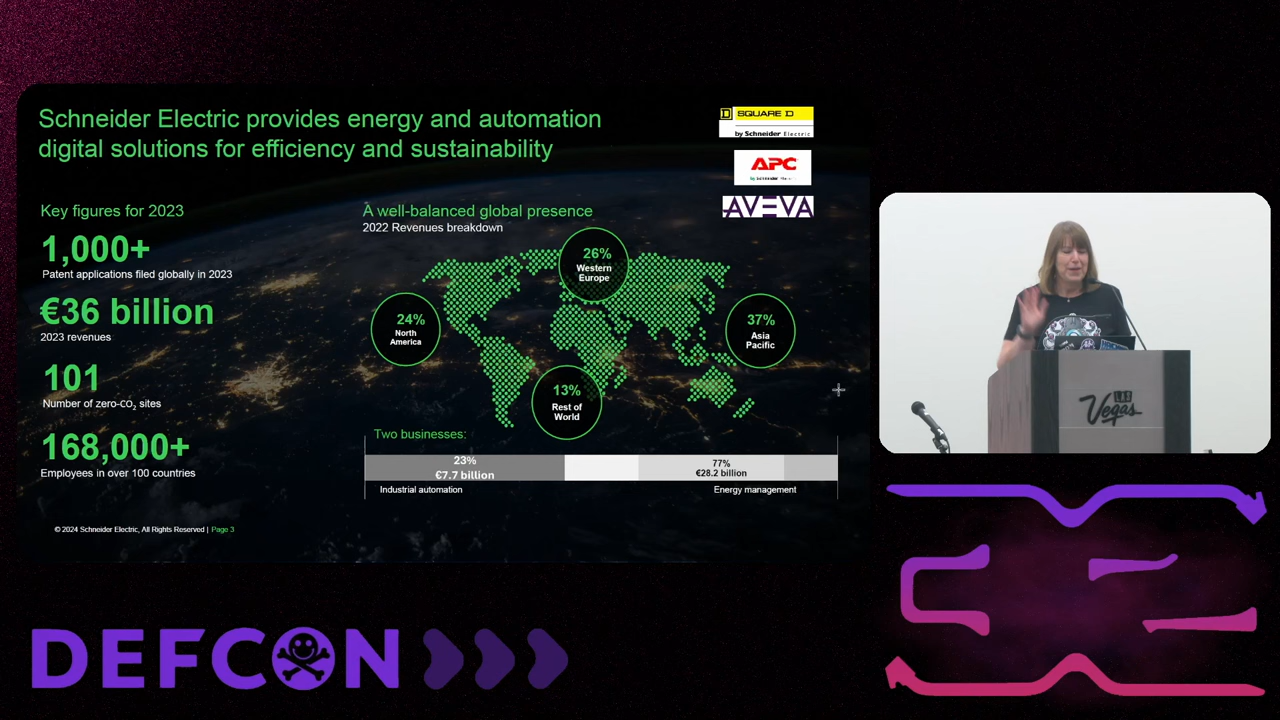 Schneider Electric provides energy and automation
digital solutions for efficiency and sustainability
SQUARE D
by Schneider Electric
APC
AVEVA
Key figures for 2023
1,000+
Patent applications filed globally in 2023
€36 billion
2023 revenues
101
Number of zero-CO₂ sites
168,000+
Employees in over 100 countries
A well-balanced global presence
2022 Revenues breakdown
26%
Western
Europe
24%
North
America
37%
Asia
Pacific
13%
Rest of
World
Two businesses:
23%
€7.7 billion
77%
€28.2 billion
Industrial automation
Energy management
© 2024 Schneider Electric, All Rights Reserved | Page 3
LAS
Vegas
DEFCON